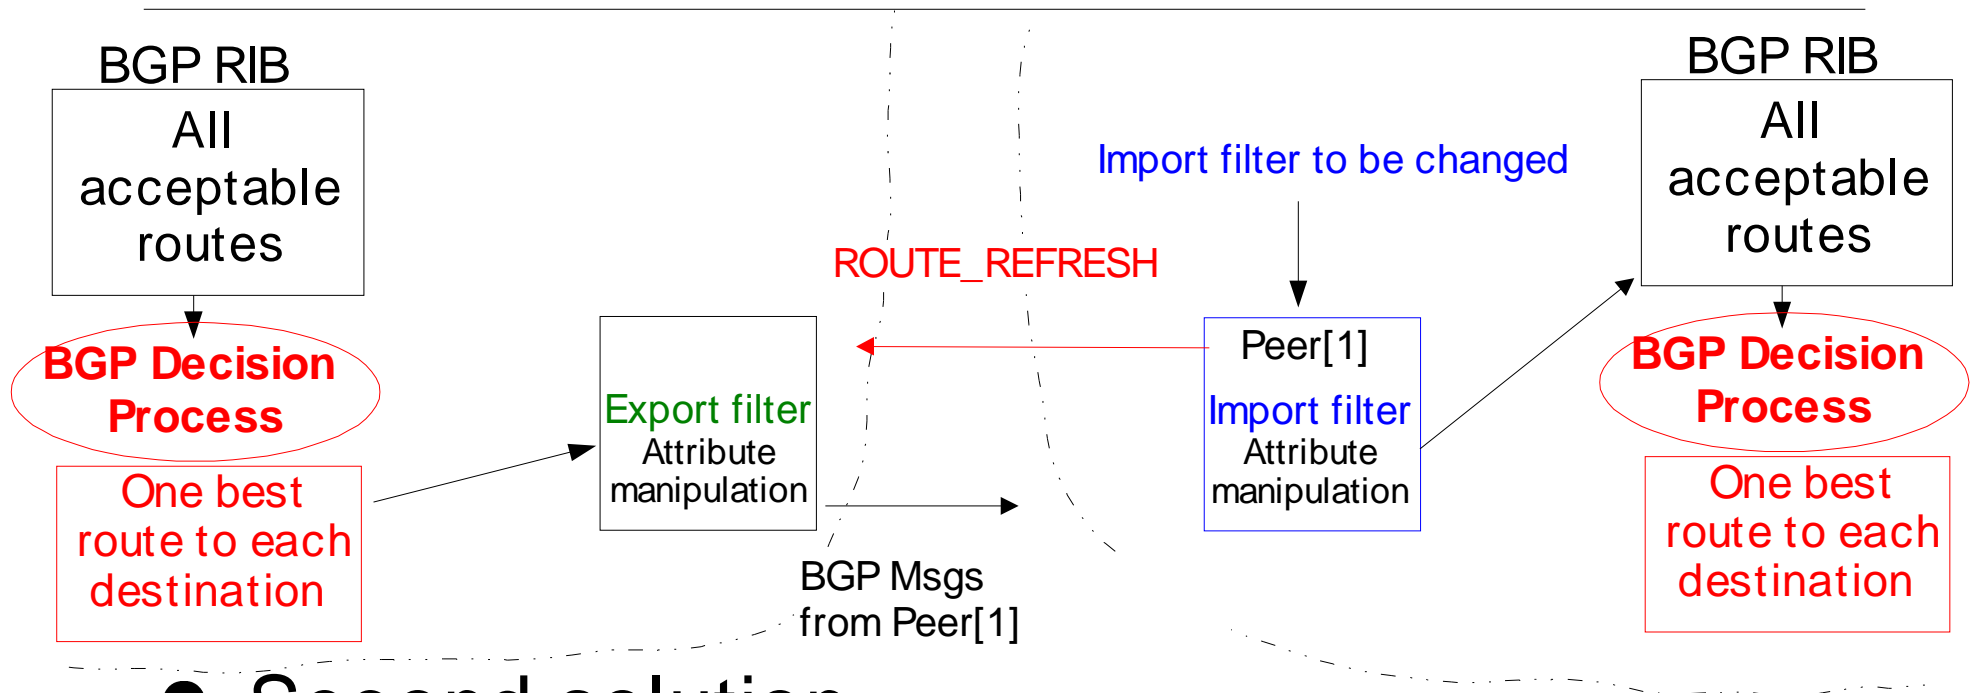 BGP RIB
All
acceptable
routes
BGP Decision
Process
One best
route to each
destination
Export filter
Attribute
manipulation
ROUTE_REFRESH
BGP Msgs
from Peer[1]
Import filter to be changed
Peer[1]
Import filter
Attribute
manipulation
BGP RIB
All
acceptable
routes
BGP Decision
Process
One best
route to each
destination
• Second solution